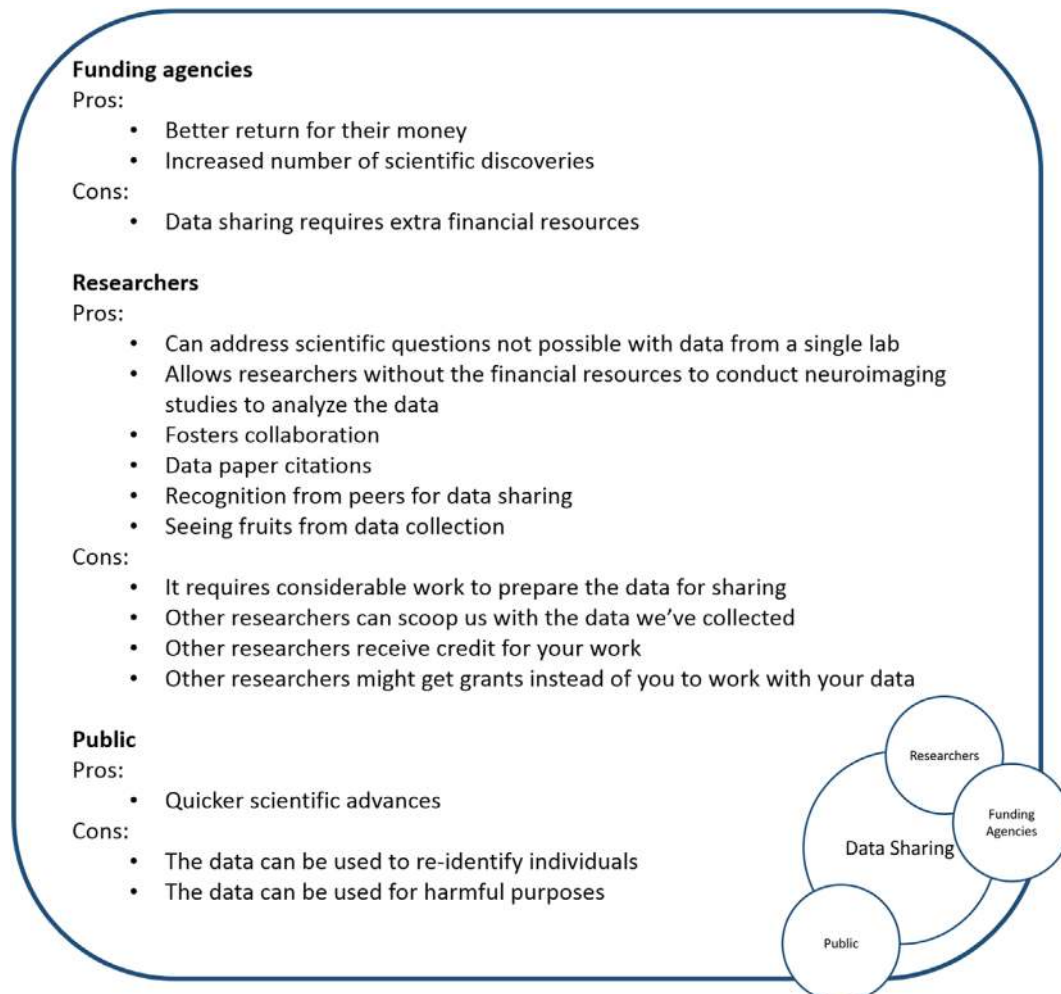 Funding agencies
Pros:
• Better return for their money
• Increased number of scientific discoveries
Cons:
• Data sharing requires extra financial resources
Researchers
Pros:
• Can address scientific questions not possible with data from a single lab
• Allows researchers without the financial resources to conduct neuroimaging
studies to analyze the data
• Fosters collaboration
• Data paper citations
• Recognition from peers for data sharing
• Seeing fruits from data collection
Cons:
• It requires considerable work to prepare the data for sharing
• Other researchers can scoop us with the data we've collected
• Other researchers receive credit for your work
• Other researchers might get grants instead of you to work with your data
Public
Pros:
• Quicker scientific advances
Cons:
• The data can be used to re-identify individuals
• The data can be used for harmful purposes
Researchers
Funding
Agencies
Data Sharing
Public